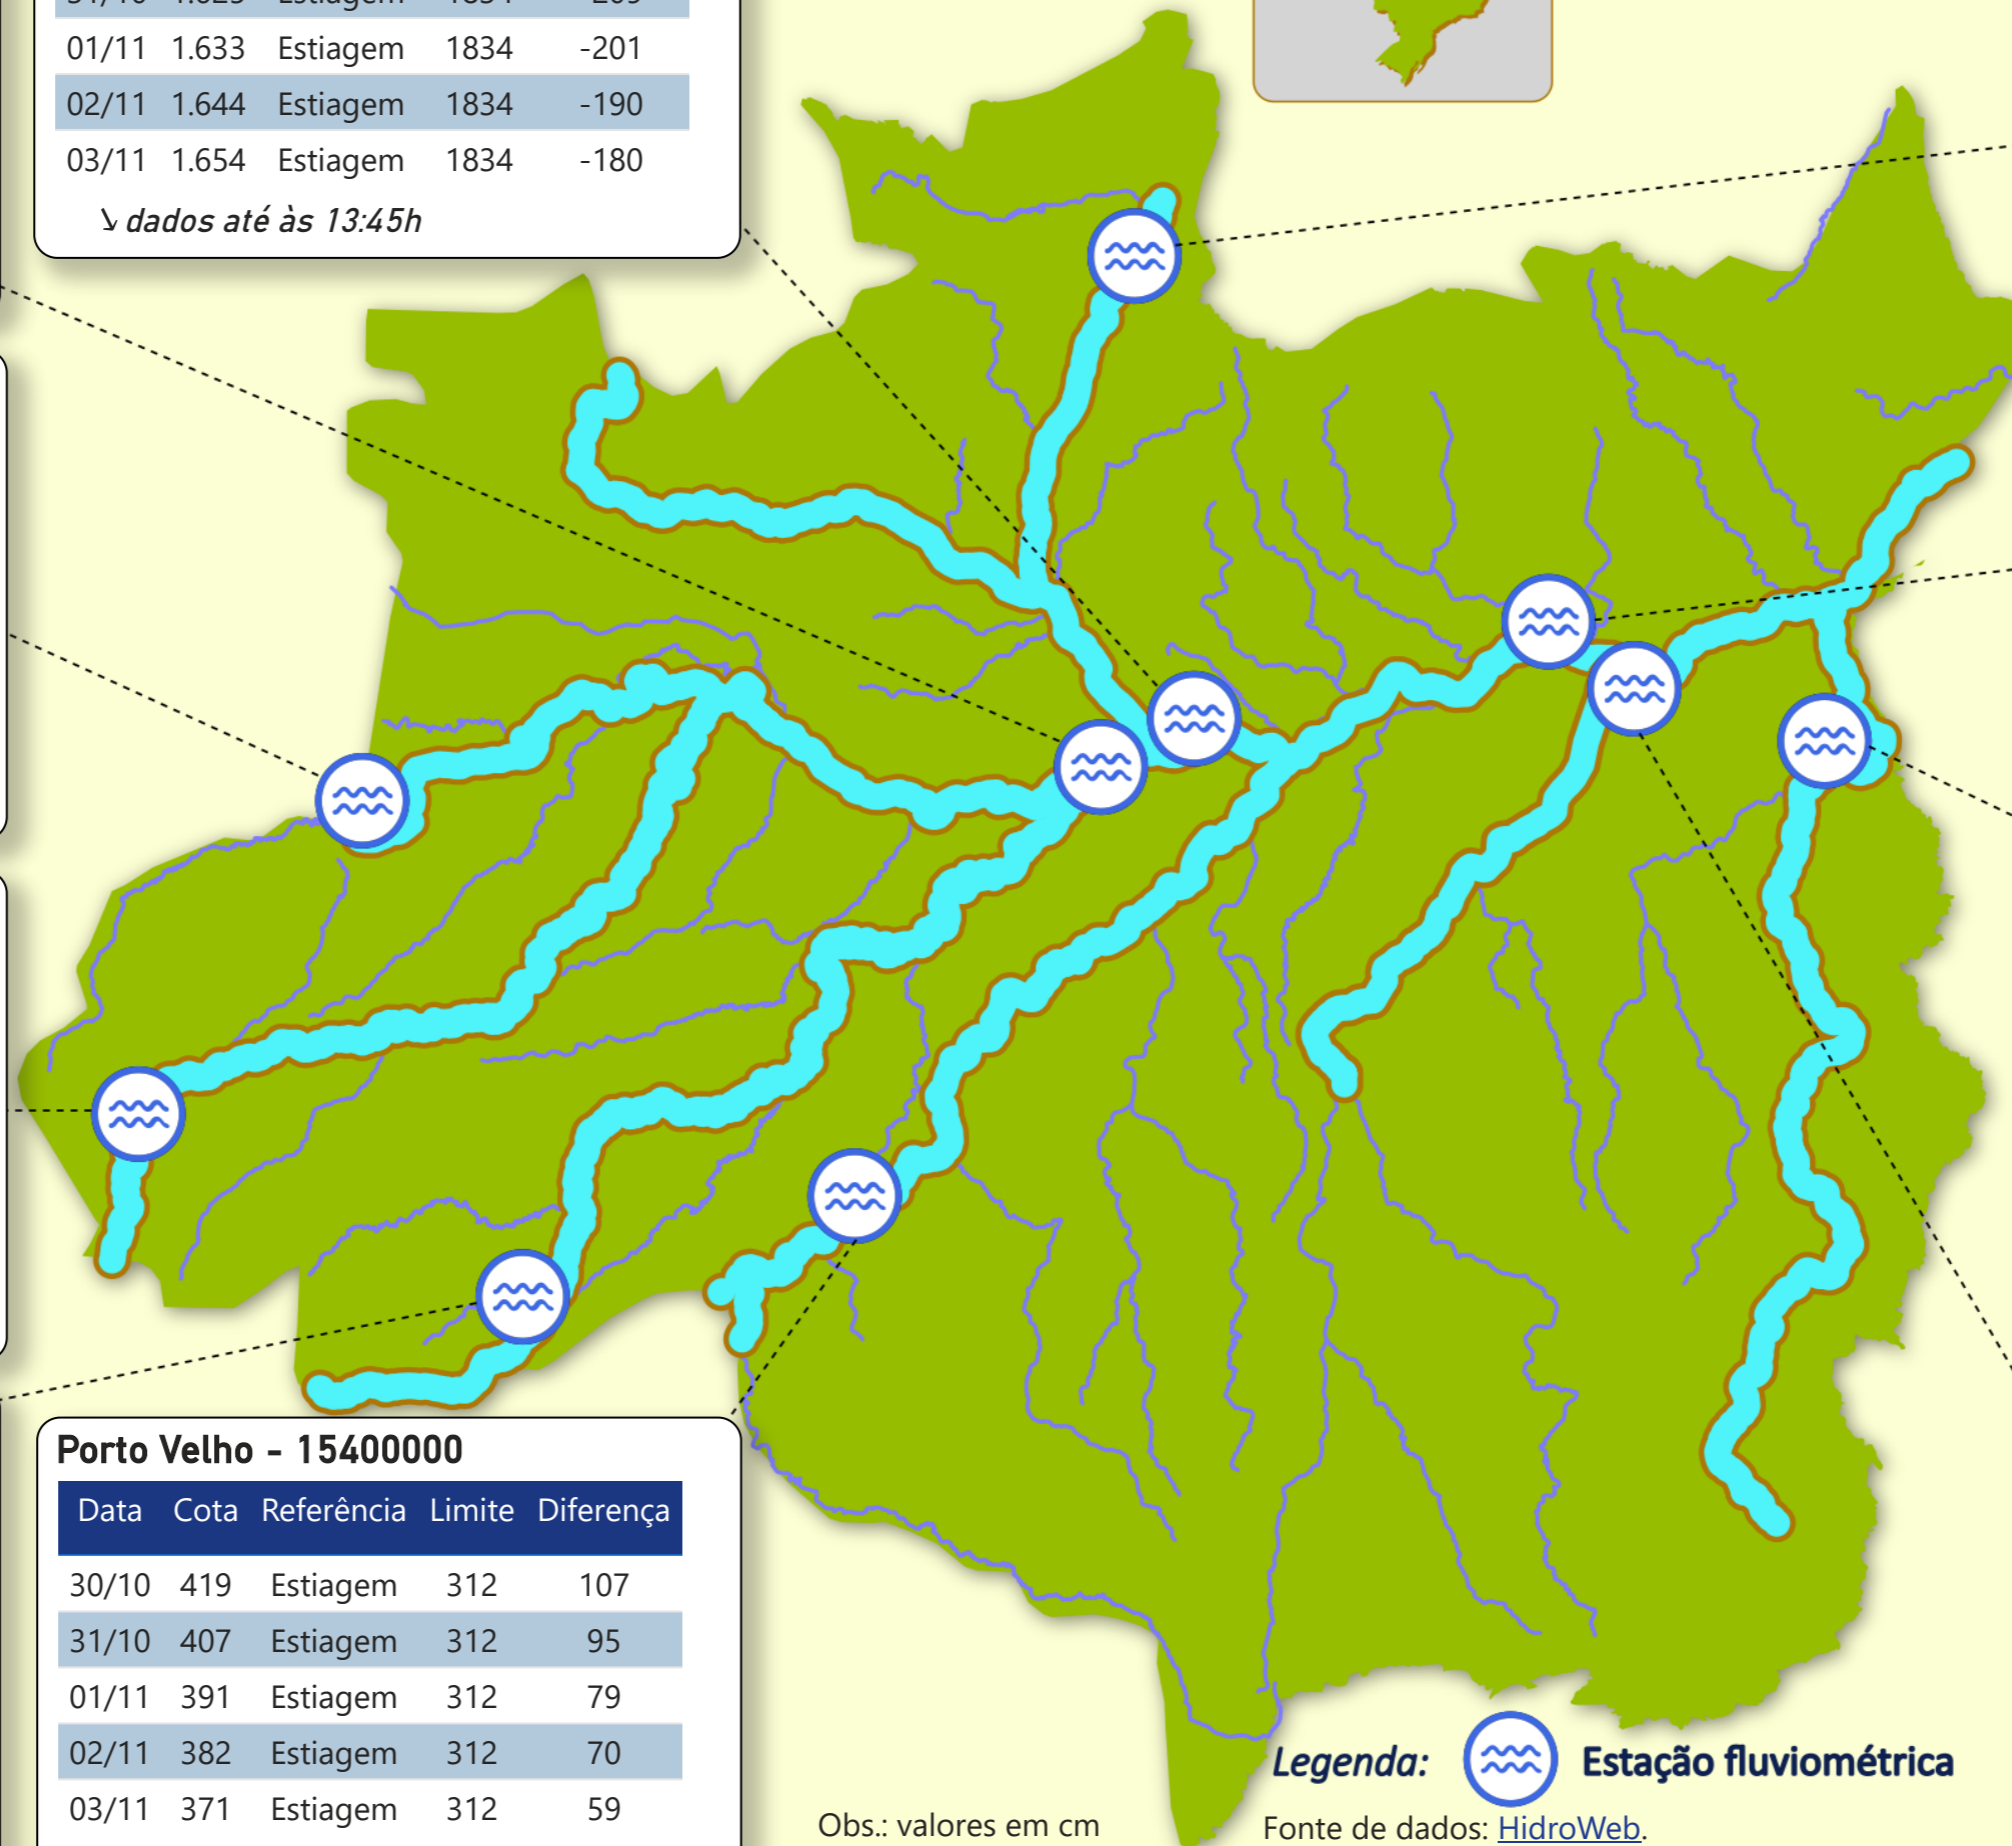 01/11 1.633 Estiagem 1834 -201
02/11 1.644 Estiagem 1834 -190
03/11 1.654 Estiagem 1834 -180
↘ dados até às 13:45h
Porto Velho - 15400000
Data Cota Referência Limite Diferença
30/10 419 Estiagem 312 107
31/10 407 Estiagem 312 95
01/11 391 Estiagem 312 79
02/11 382 Estiagem 312 70
03/11 371 Estiagem 312 59
Legenda: Estação fluviométrica
Obs.: valores em cm
Fonte de dados: HidroWeb.